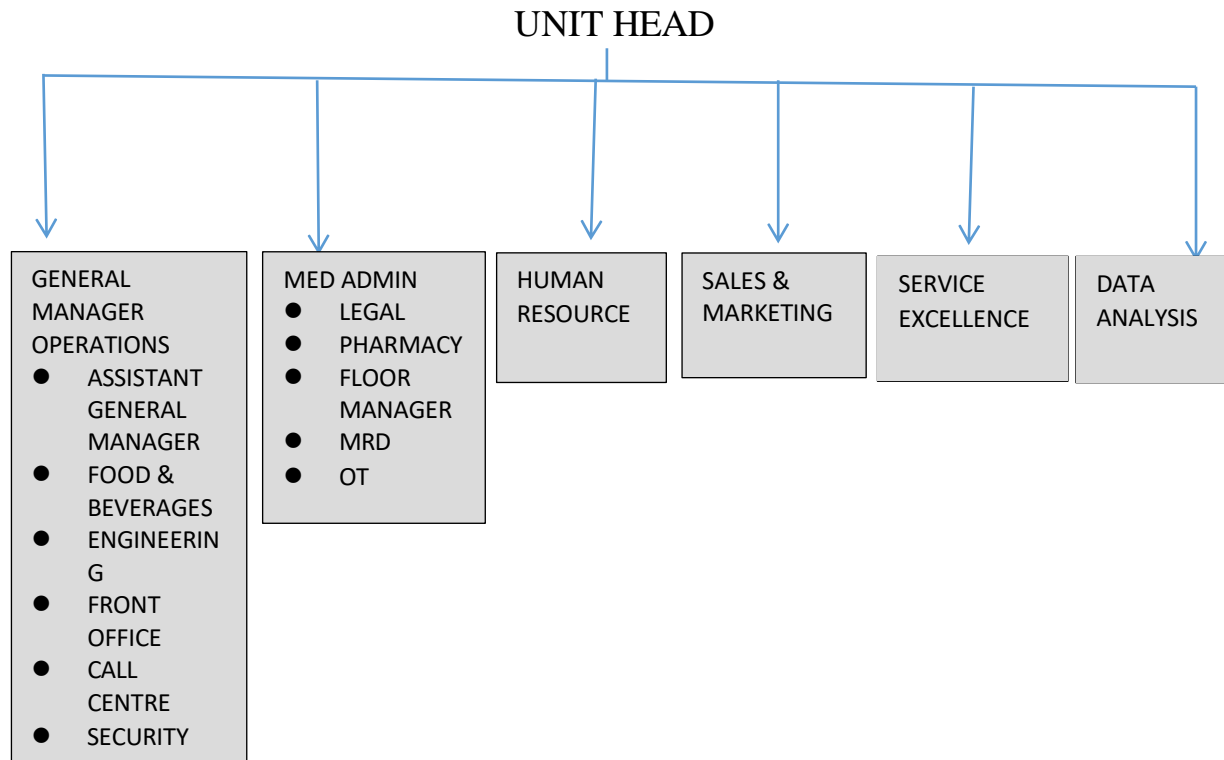 UNIT HEAD
GENERAL
MANAGER
OPERATIONS
● ASSISTANT
GENERAL
MANAGER
● FOOD &
BEVERAGES
● ENGINEERIN
G
● FRONT
OFFICE
● CALL
CENTRE
● SECURITY
MED ADMIN
● LEGAL
● PHARMACY
● FLOOR
MANAGER
● MRD
● OT
HUMAN
RESOURCE
SALES &
MARKETING
SERVICE
EXCELLENCE
DATA
ANALYSIS